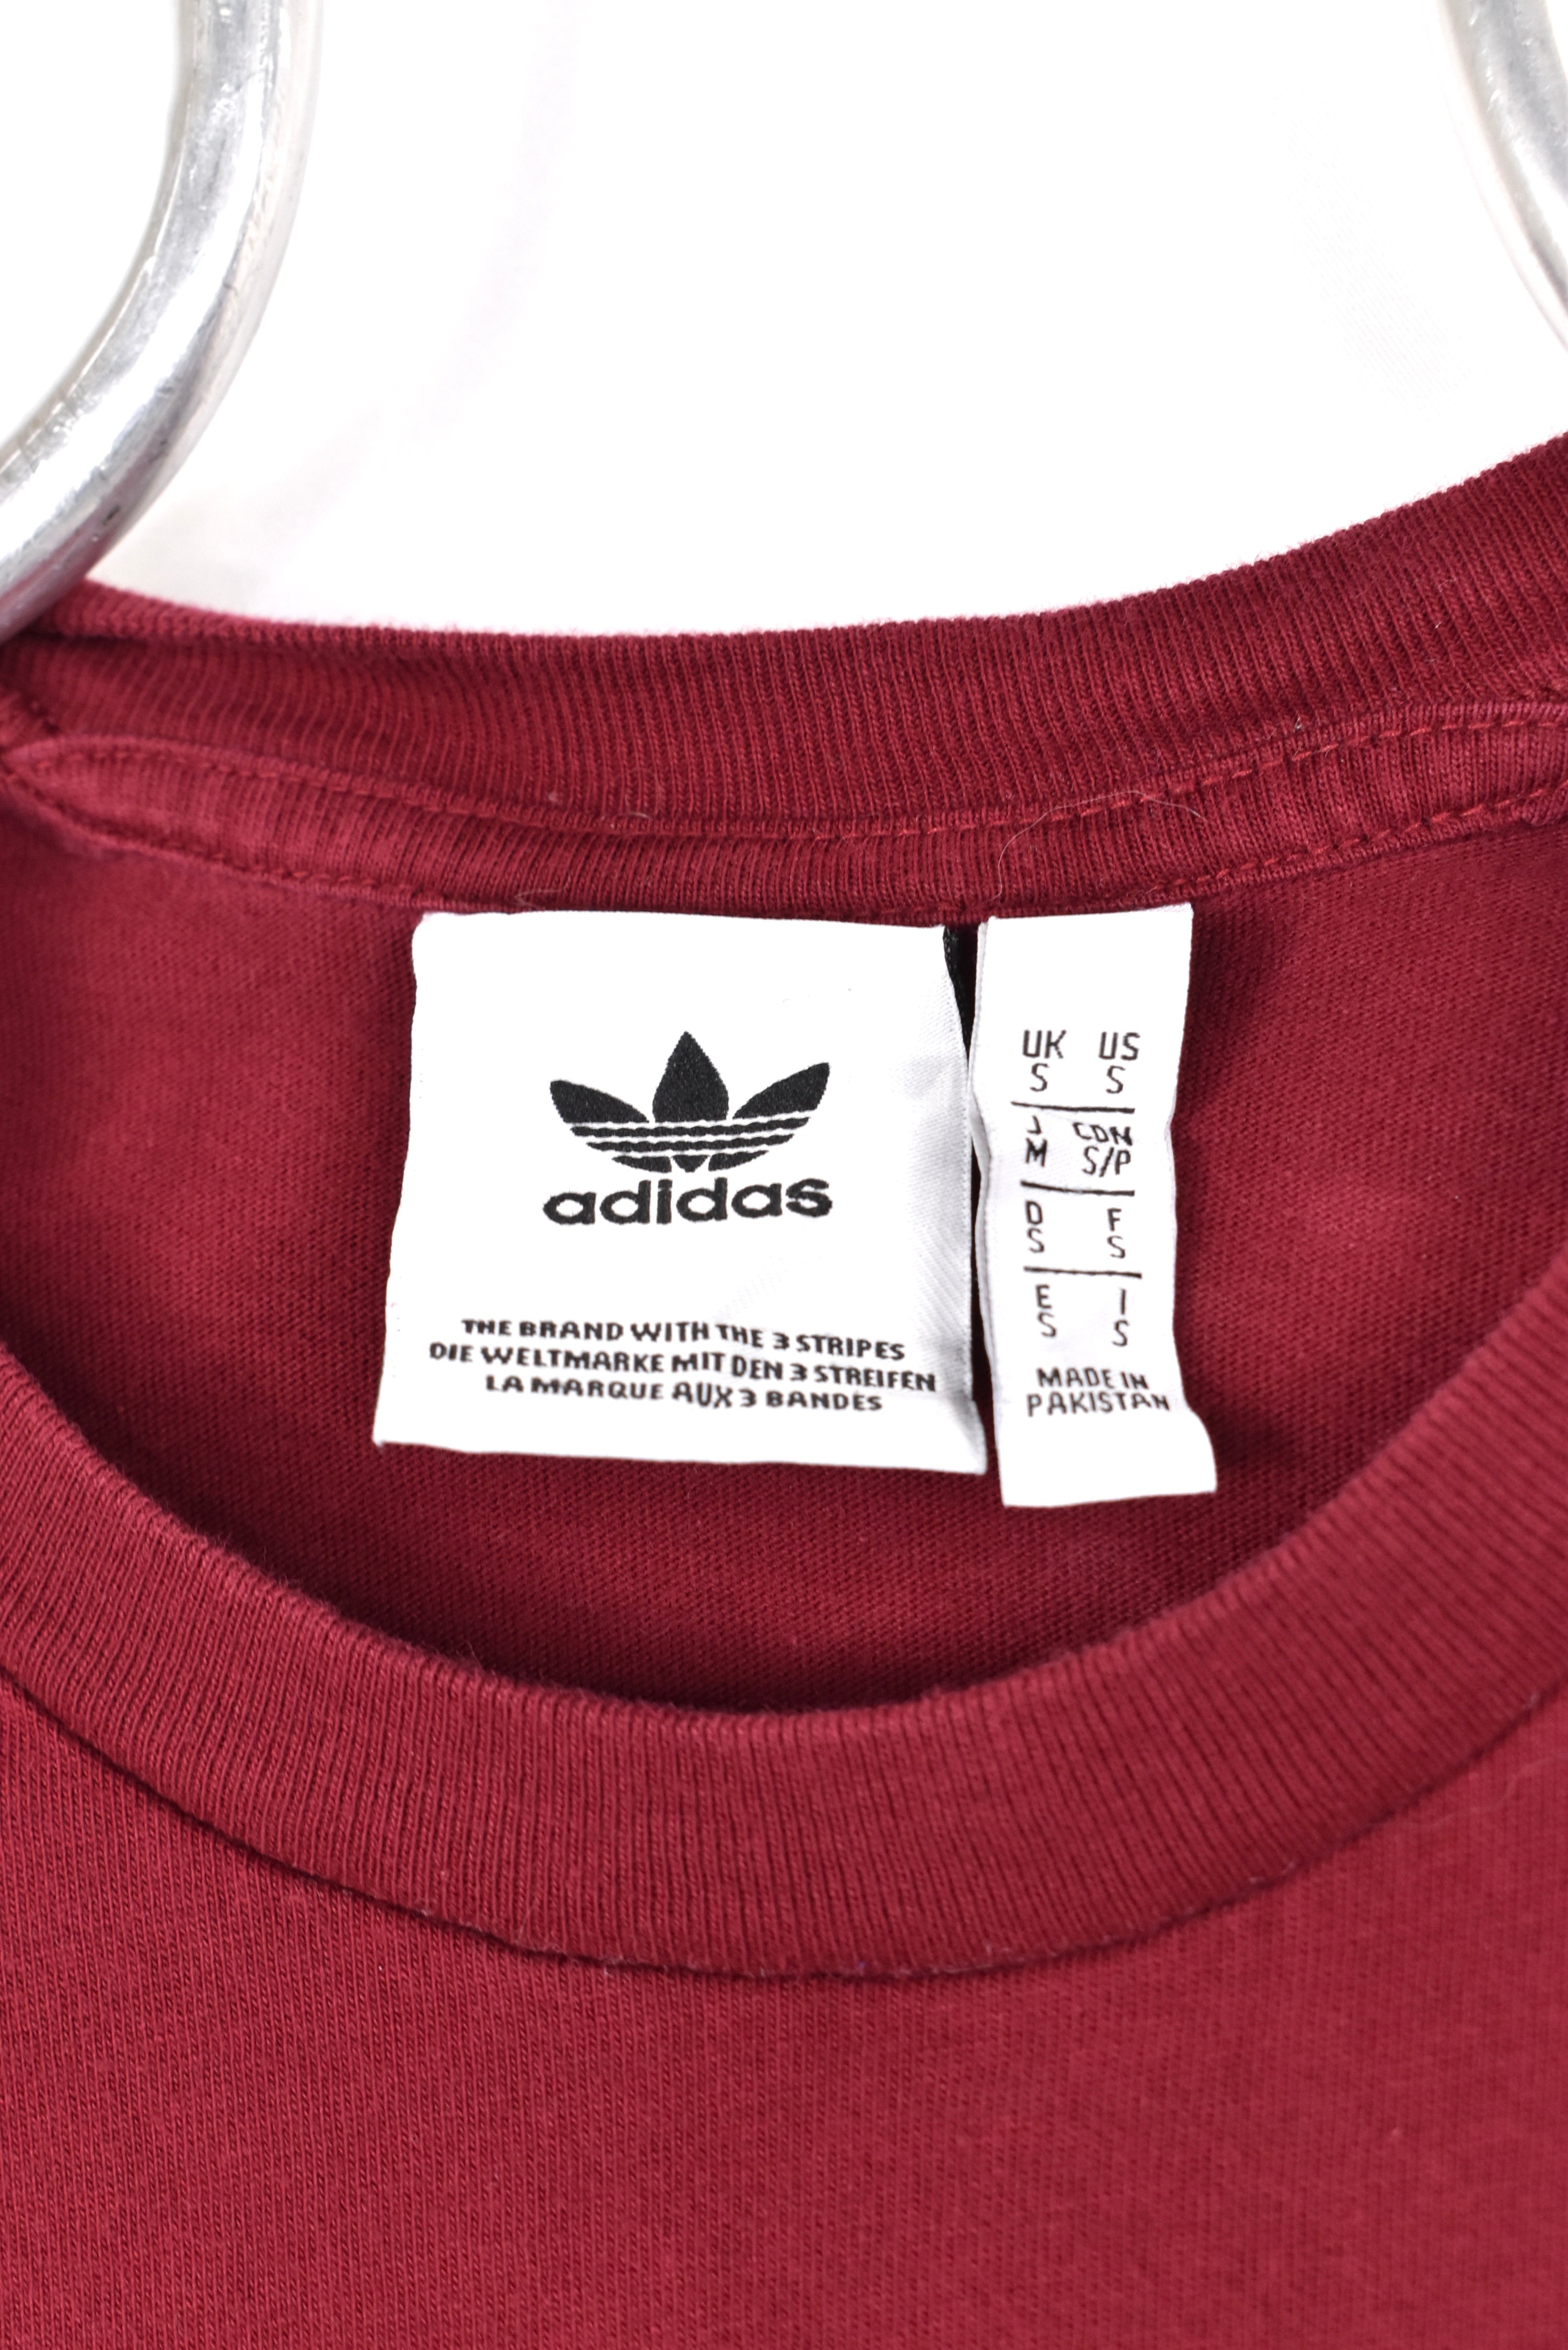 adidas
THE BRAND WITH THE 3 STRIPES
DIE WELTMARKE MIT DEN 3 STREIFEN
LA MARQUE AUX 3 BANDES
UK US
S S
J CDN
M S/P
D F
S S
E I
S S
MADE IN
PAKISTAN